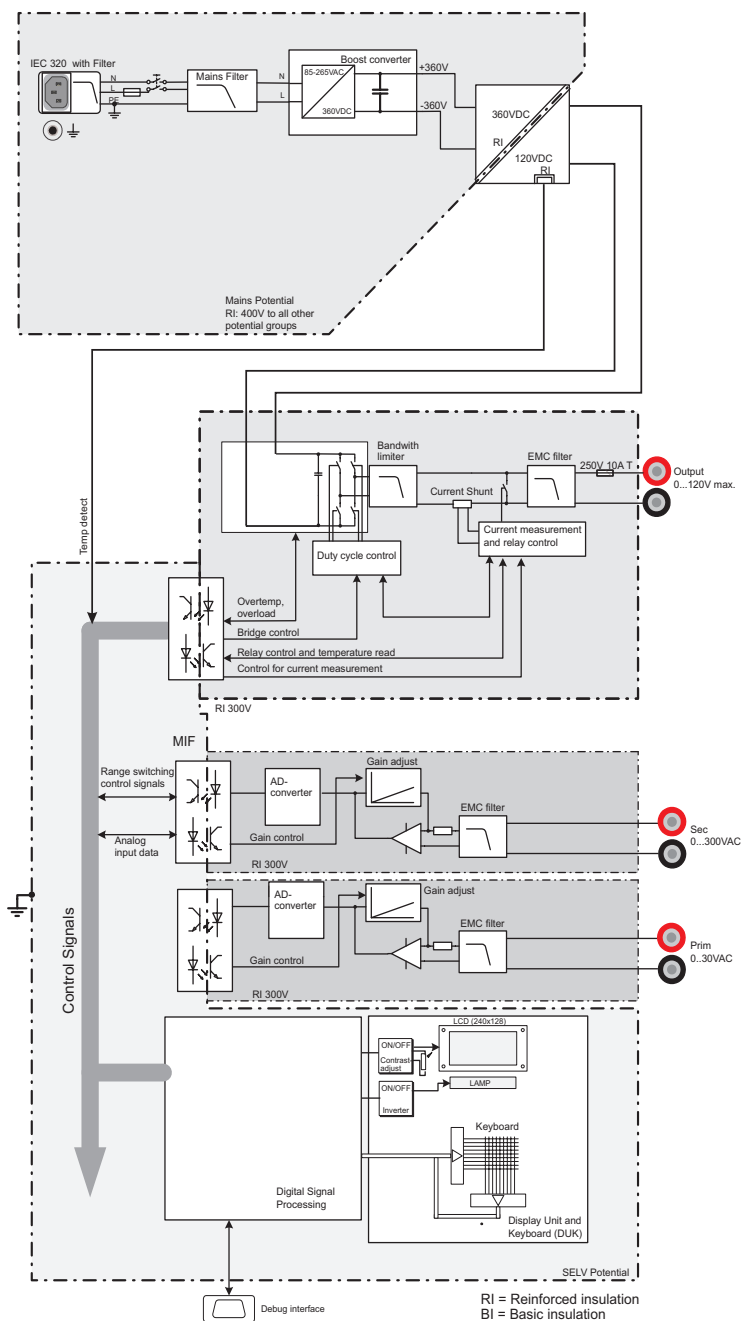 IEC 320 with Filter
N
L
PE
Mains Filter
N
L
Boost converter
85-265VAC
360VDC
+360V
-360V
360VDC
RI
120VDC
RI
Mains Potential
RI: 400V to all other
potential groups
Temp detect
Bandwith
limiter
EMC filter
250V 10A T
Output
0...120V max.
Current Shunt
Current measurement
and relay control
Duty cycle control
Overtemp,
overload
Bridge control
Relay control and temperature read
Control for current measurement
RI 300V
MIF
Range switching
control signals
Analog
input data
AD-
converter
Gain adjust
EMC filter
Gain control
RI 300V
Sec
0...300VAC
AD-
converter
Gain adjust
EMC filter
Gain control
RI 300V
Prim
0..30VAC
Control Signals
LCD (240x128)
ON/OFF
Contrast-
adjust
ON/OFF
Inverter
LAMP
Keyboard
Digital Signal
Processing
Display Unit and
Keyboard (DUK)
SELV Potential
Debug interface
RI = Reinforced insulation
BI = Basic insulation